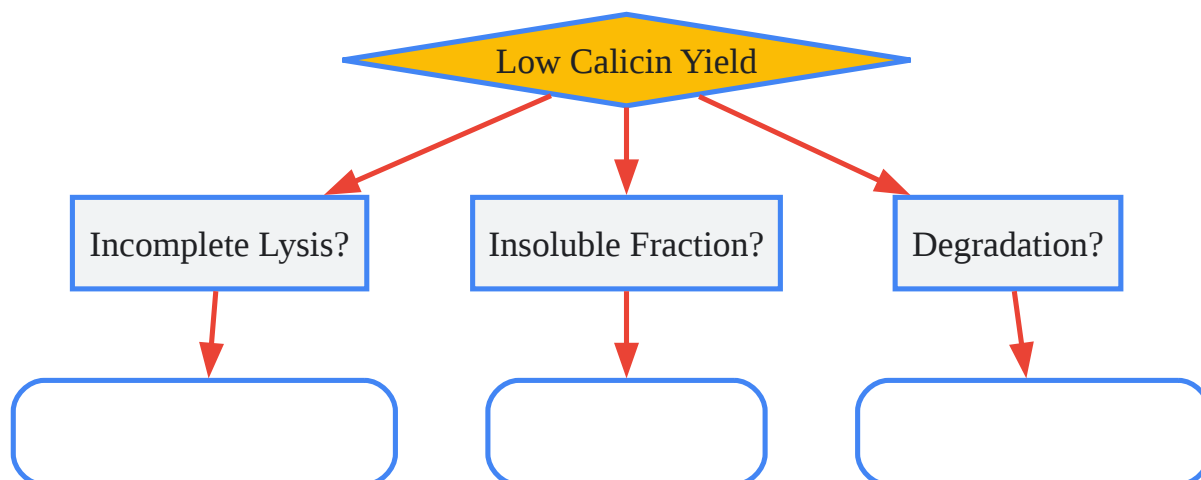 Low Calicin Yield
Incomplete Lysis?
Insoluble Fraction?
Degradation?